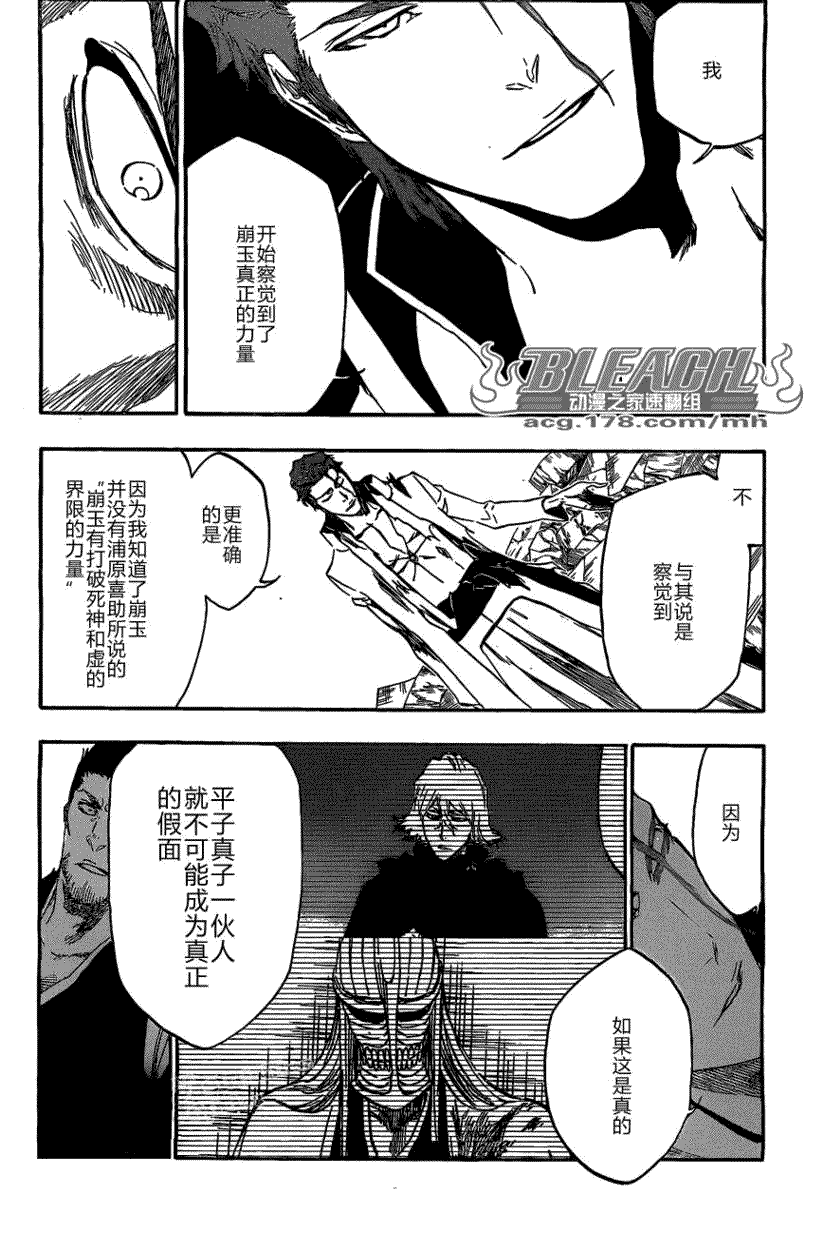 我
开始察觉到了
崩玉真正的力量
BLEACH
动漫之家速翻组
acg.178.com/mh
不
与其说是
察觉到
更准确
的是
因为我知道了崩玉
并没有浦原喜助所说的
“崩玉有打破死神和虚的
界限的力量”
因为
如果这是真的
平子真子一伙人
就不可能成为真正
的假面